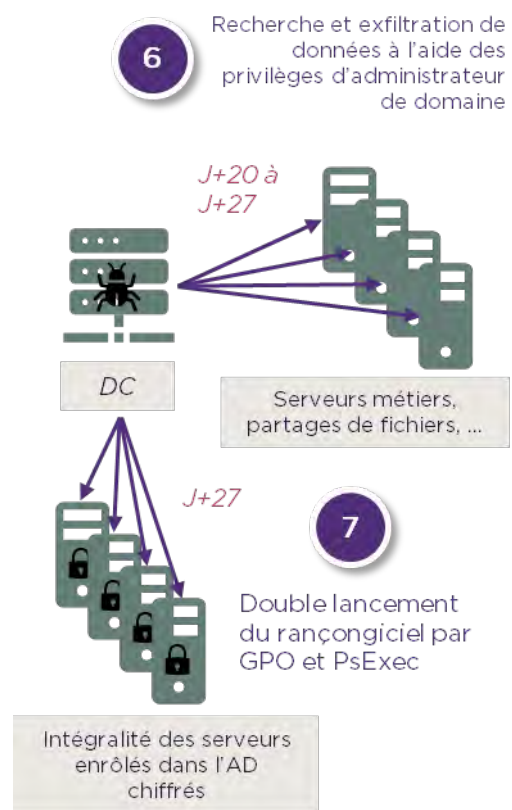 6
Recherche et exfiltration de
données à l'aide des
privilèges d'administrateur
de domaine
J+20 à
J+27
DC
Serveurs métiers,
partages de fichiers, ...
J+27
7
Double lancement
du rançongiciel par
GPO et PsExec
Intégralité des serveurs
enrôlés dans l'AD
chiffrés